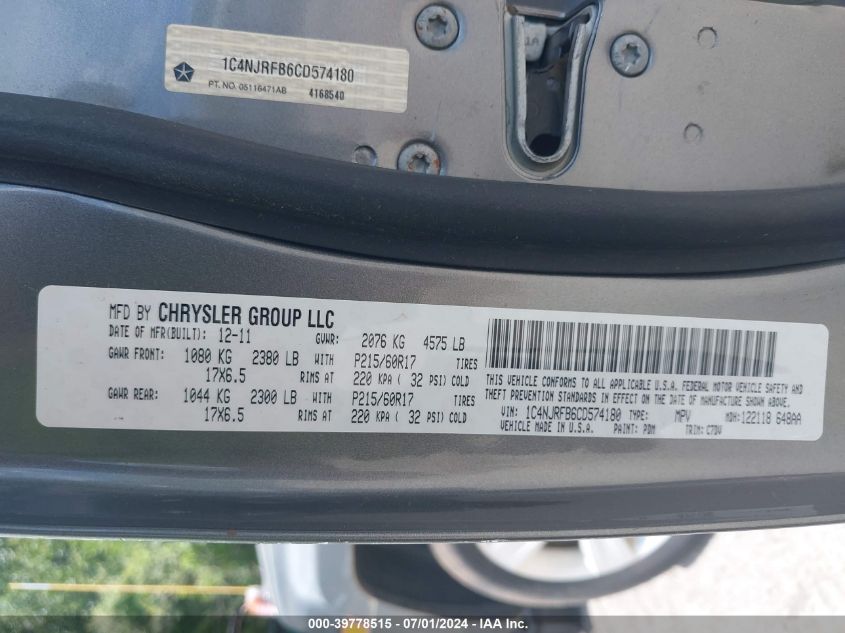 1C4NJRFB6CD574180
PT. NO. 05116471AB 4168540
MFD BY CHRYSLER GROUP LLC
DATE OF MFR(BUILT): 12-11 GVWR: 2076 KG 4575 LB
GAWR FRONT: 1080 KG 2380 LB WITH P215/60R17 TIRES
17X6.5 RIMS AT 220 KPA ( 32 PSI) COLD
GAWR REAR: 1044 KG 2300 LB WITH P215/60R17 TIRES
17X6.5 RIMS AT 220 KPA ( 32 PSI) COLD
THIS VEHICLE CONFORMS TO ALL APPLICABLE U.S.A. FEDERAL MOTOR VEHICLE SAFETY AND
THEFT PREVENTION STANDARDS IN EFFECT ON THE DATE OF MANUFACTURE SHOWN ABOVE.
VIN: 1C4NJRFB6CD574180 TYPE: MPV MDH:122118 648AA
VEHICLE MADE IN U.S.A. PAINT: PDM TRIM: C7DV
000-39778515 - 07/01/2024 - IAA Inc.